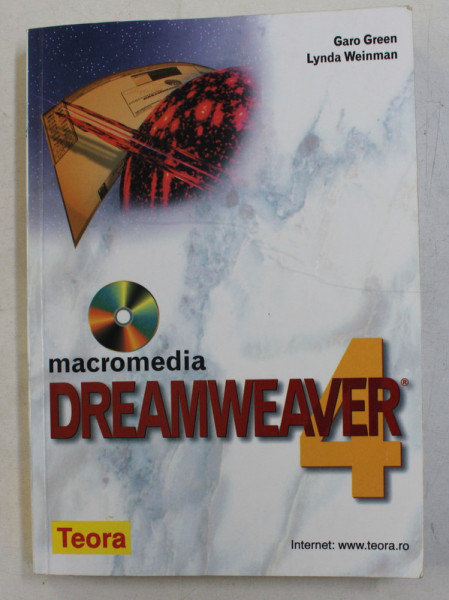 Garo Green
Lynda Weinman
macromedia
DREAMWEAVER®
4
Teora
Internet: www.teora.ro